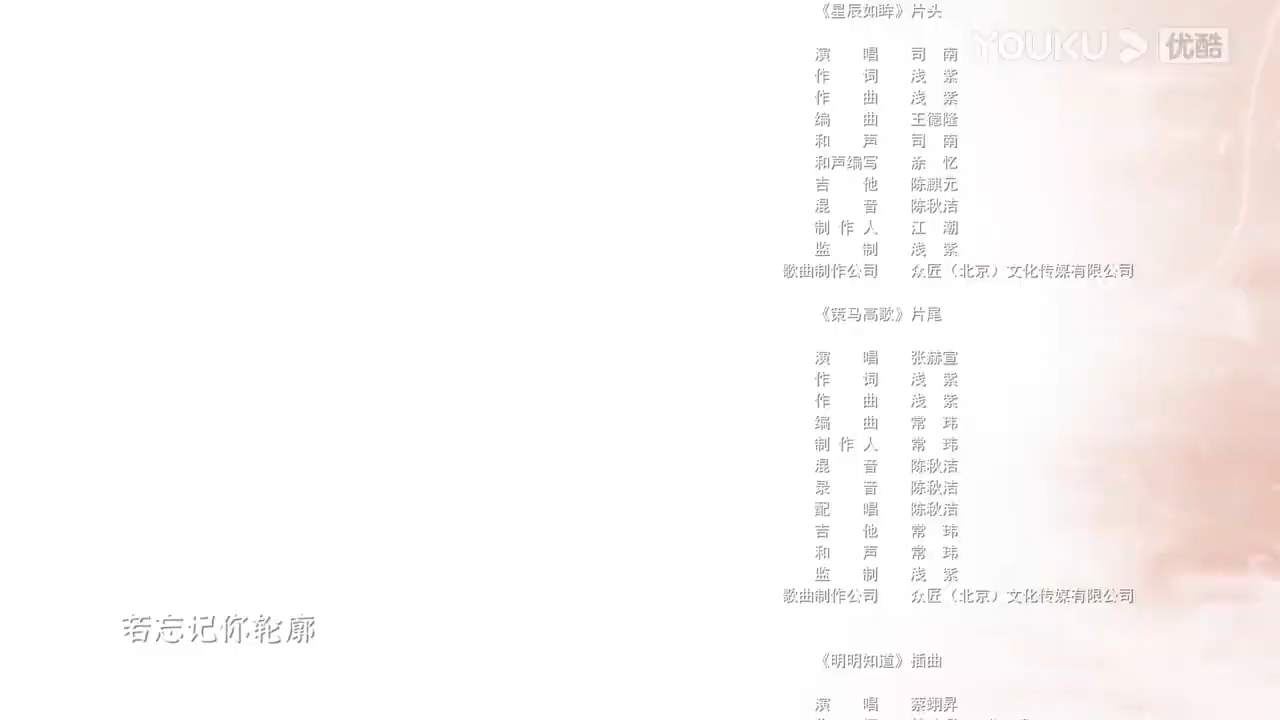 《星辰如眸》片头
YOUKU 优酷
演 唱 司 南
作 词 浅 紫
作 曲 浅 紫
编 曲 王德隆
和 声 司 南
和声编写 涂 忆
吉 他 陈麒元
混 音 陈秋洁
制 作 人 江 潮
监 制 浅 紫
歌曲制作公司 众匠（北京）文化传媒有限公司
《策马高歌》片尾
演 唱 张赫宣
作 词 浅 紫
作 曲 浅 紫
编 曲 常 玮
制 作 人 常 玮
混 音 陈秋洁
录 音 陈秋洁
配 唱 陈秋洁
吉 他 常 玮
和 声 常 玮
监 制 浅 紫
歌曲制作公司 众匠（北京）文化传媒有限公司
若忘记你轮廓
《明明知道》插曲
演 唱 蔡翊昇